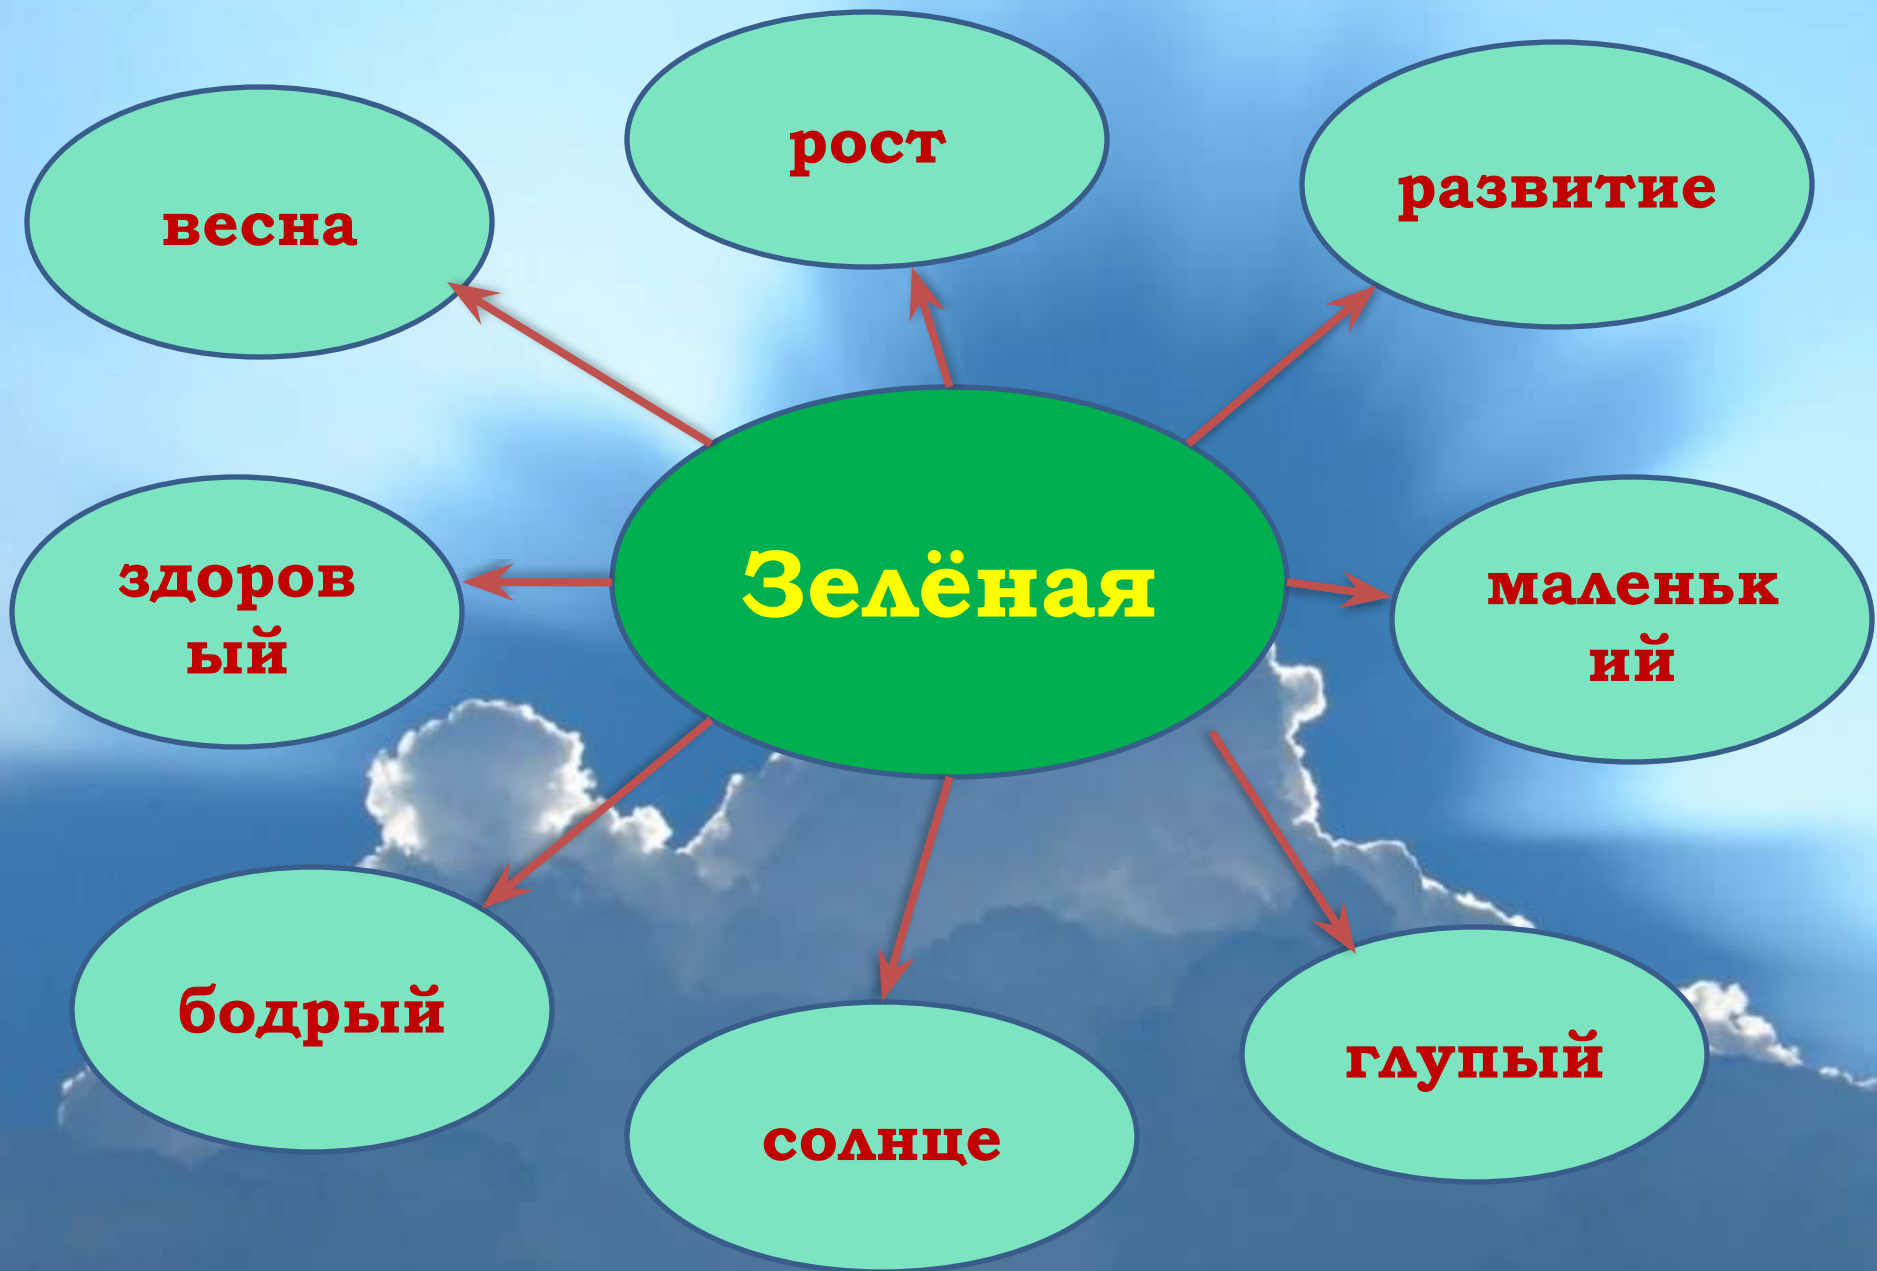 рост
развитие
весна
Зелёная
здоров
ый
маленьк
ий
бодрый
глупый
солнце